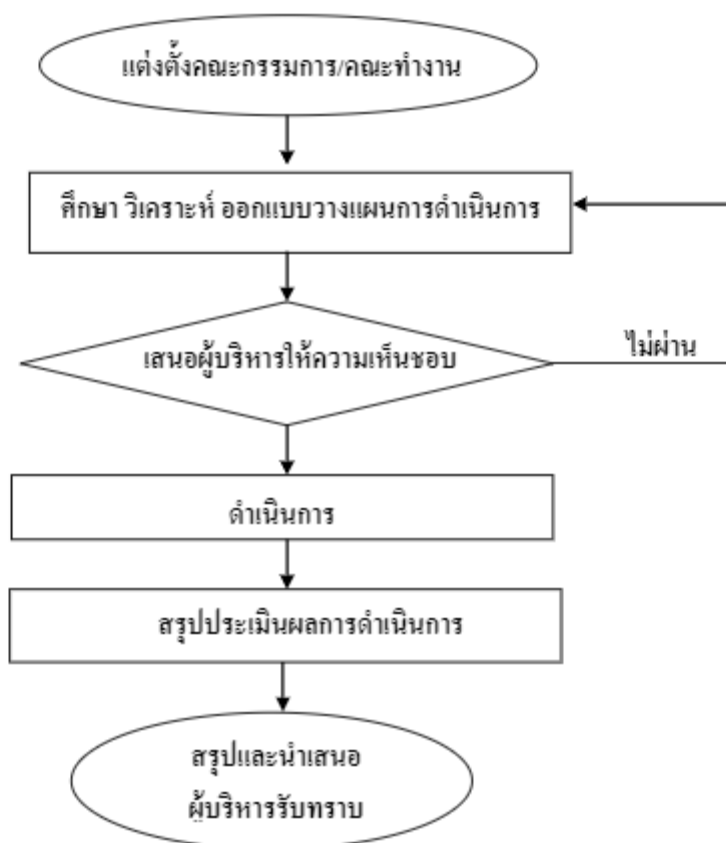 แต่งตั้งคณะกรรมการ/คณะทำงาน
ศึกษา วิเคราะห์ ออกแบบวางแผนการดำเนินการ
เสนอผู้บริหารให้ความเห็นชอบ
ไม่ผ่าน
ดำเนินการ
สรุปประเมินผลการดำเนินการ
สรุปและนำเสนอ
ผู้บริหารรับทราบ